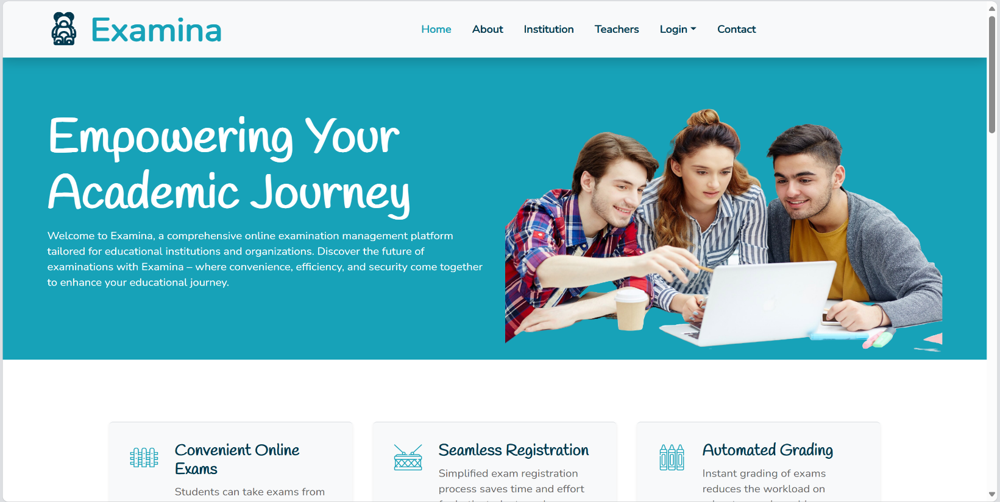 Examina
Home About Institution Teachers Login Contact
Empowering Your
Academic Journey
Welcome to Examina, a comprehensive online examination management platform
tailored for educational institutions and organizations. Discover the future of
examinations with Examina – where convenience, efficiency, and security come together
to enhance your educational journey.
Convenient Online
Exams
Students can take exams from
Seamless Registration
Simplified exam registration
process saves time and effort
Automated Grading
Instant grading of exams
reduces the workload on